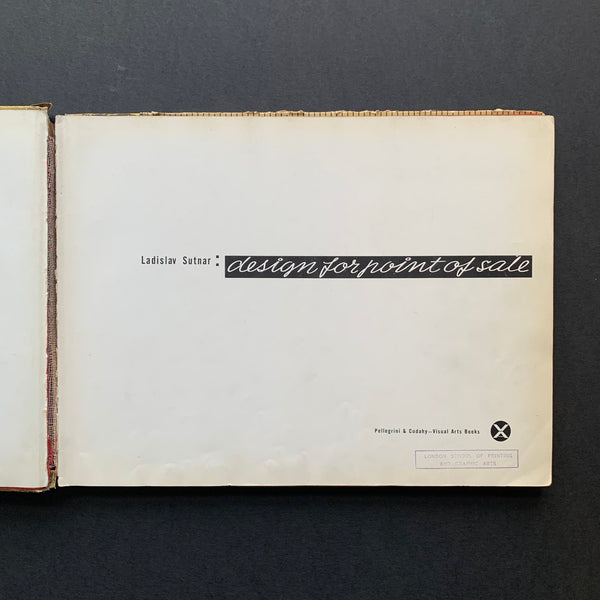 Ladislav Sutnar: design for point of sale
Pellegrini & Cudahy—Visual Arts Books
LONDON SCHOOL OF PRINTING
AND GRAPHIC ARTS